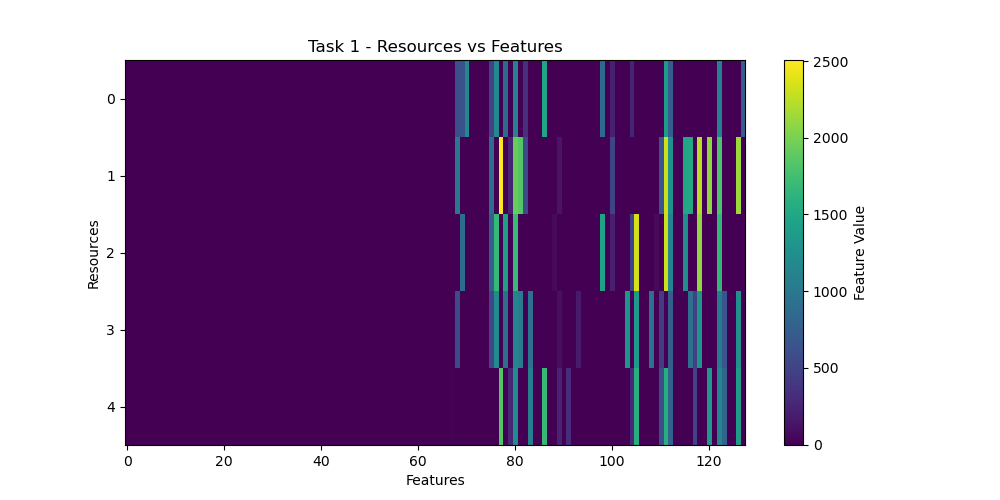 Task 1 - Resources vs Features
Resources
0
1
2
3
4
0 20 40 60 80 100 120
Features
2500
2000
1500
1000
500
0
Feature Value